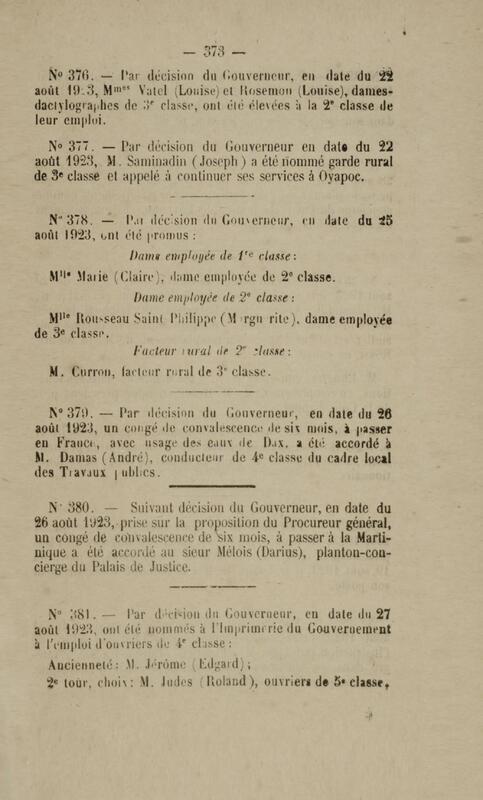 — 373 —
N° 376. — Par décision du Gouverneur, en date du 22
août 1923, Mmes Vatel (Louise) et Rosemon (Louise), dames-
dactylographes de 3e classe, ont été élevées à la 2e classe de
leur emploi.
N° 377. — Par décision du Gouverneur en date du 22
août 1923, M. Saminadin (Joseph) a été nommé garde rural
de 3e classe et appelé à continuer ses services à Oyapoc.
N° 378. — Par décision du Gouverneur, en date du 25
août 1923, ont été promus :
Dame employée de 1re classe :
Mlle Marie (Claire), dame employée de 2e classe.
Dame employée de 2e classe :
Mlle Rousseau Saint Philippe (Margu rite), dame employée
de 3e classe.
Facteur rural de 2e classe :
M. Curron, facteur rural de 3e classe.
N° 379. — Par décision du Gouverneur, en date du 26
août 1923, un congé de convalescence de six mois, à passer
en France, avec usage des eaux de Dax, a été accordé à
M. Damas (André), conducteur de 4e classe du cadre local
des Travaux publics.
N° 380. — Suivant décision du Gouverneur, en date du
26 août 1923, prise sur la proposition du Procureur général,
un congé de convalescence de six mois, à passer à la Marti-
nique a été accordé au sieur Mélois (Darius), planton-con-
cierge du Palais de Justice.
N° 381. — Par décision du Gouverneur, en date du 27
août 1923, ont été nommés à l'Imprimerie du Gouvernement
à l'emploi d'ouvriers de 4e classe :
Ancienneté : M. Jérôme (Edgard) ;
2e tour, choix : M. Judes (Roland), ouvriers de 5e classe,